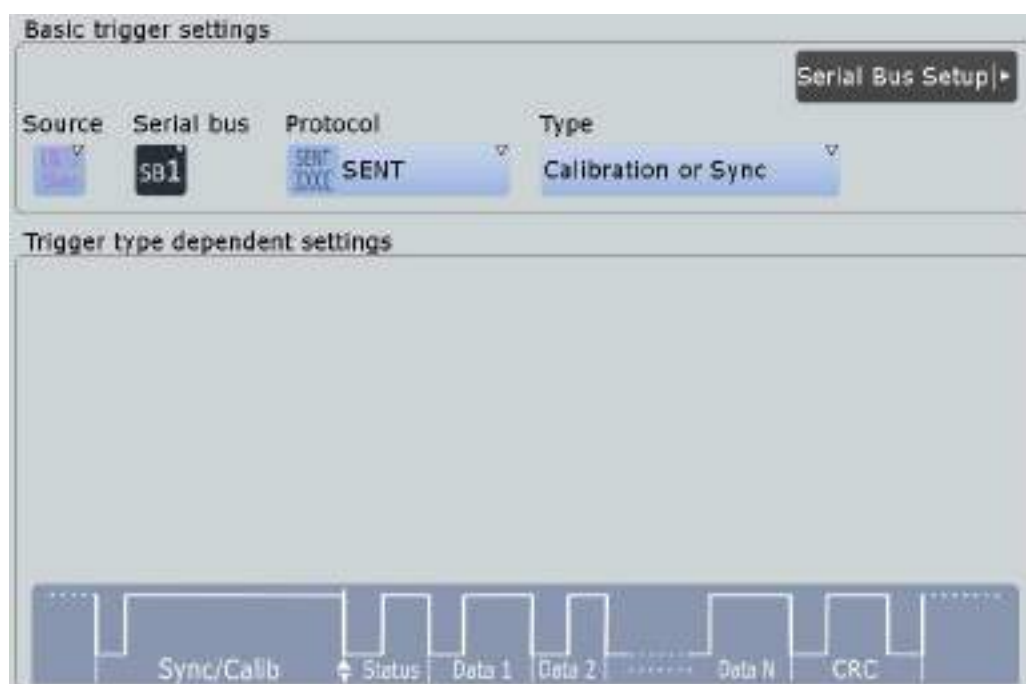 Basic trigger settings
Serial Bus Setup
Source Serial bus Protocol Type
SB1 SENT SENT Calibration or Sync
Trigger type dependent settings
Sync/Calib Status Data 1 Data 2 Data N CRC